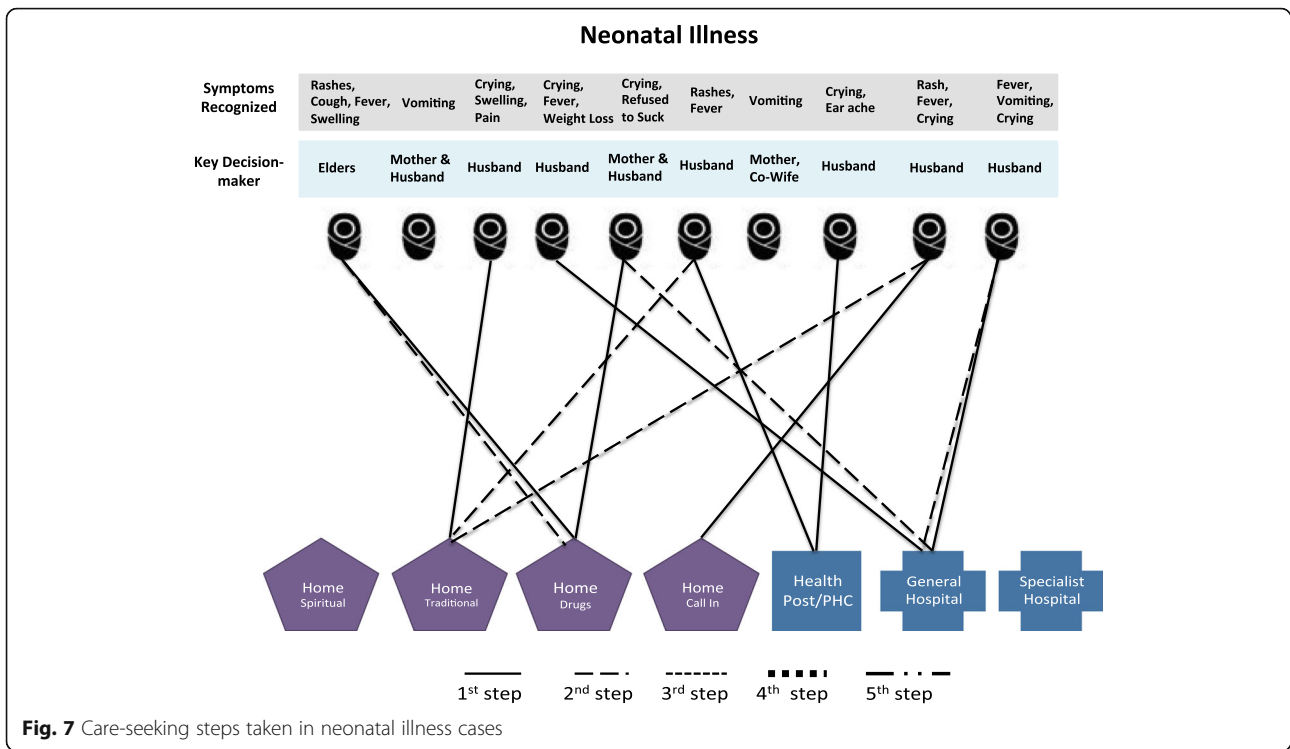 Neonatal Illness
Symptoms
Recognized
Rashes,
Cough, Fever,
Swelling
Vomiting
Crying,
Swelling,
Pain
Crying,
Fever,
Weight Loss
Crying,
Refused
to Suck
Rashes,
Fever
Vomiting
Crying,
Ear ache
Rash,
Fever,
Crying
Fever,
Vomiting,
Crying
Key Decision-
maker
Elders
Mother &
Husband
Husband
Husband
Mother &
Husband
Husband
Mother,
Co-Wife
Husband
Husband
Husband
Home
Spiritual
Home
Traditional
Home
Drugs
Home
Call In
Health
Post/PHC
General
Hospital
Specialist
Hospital
1st step
2nd step
3rd step
4th step
5th step
Fig. 7 Care-seeking steps taken in neonatal illness cases